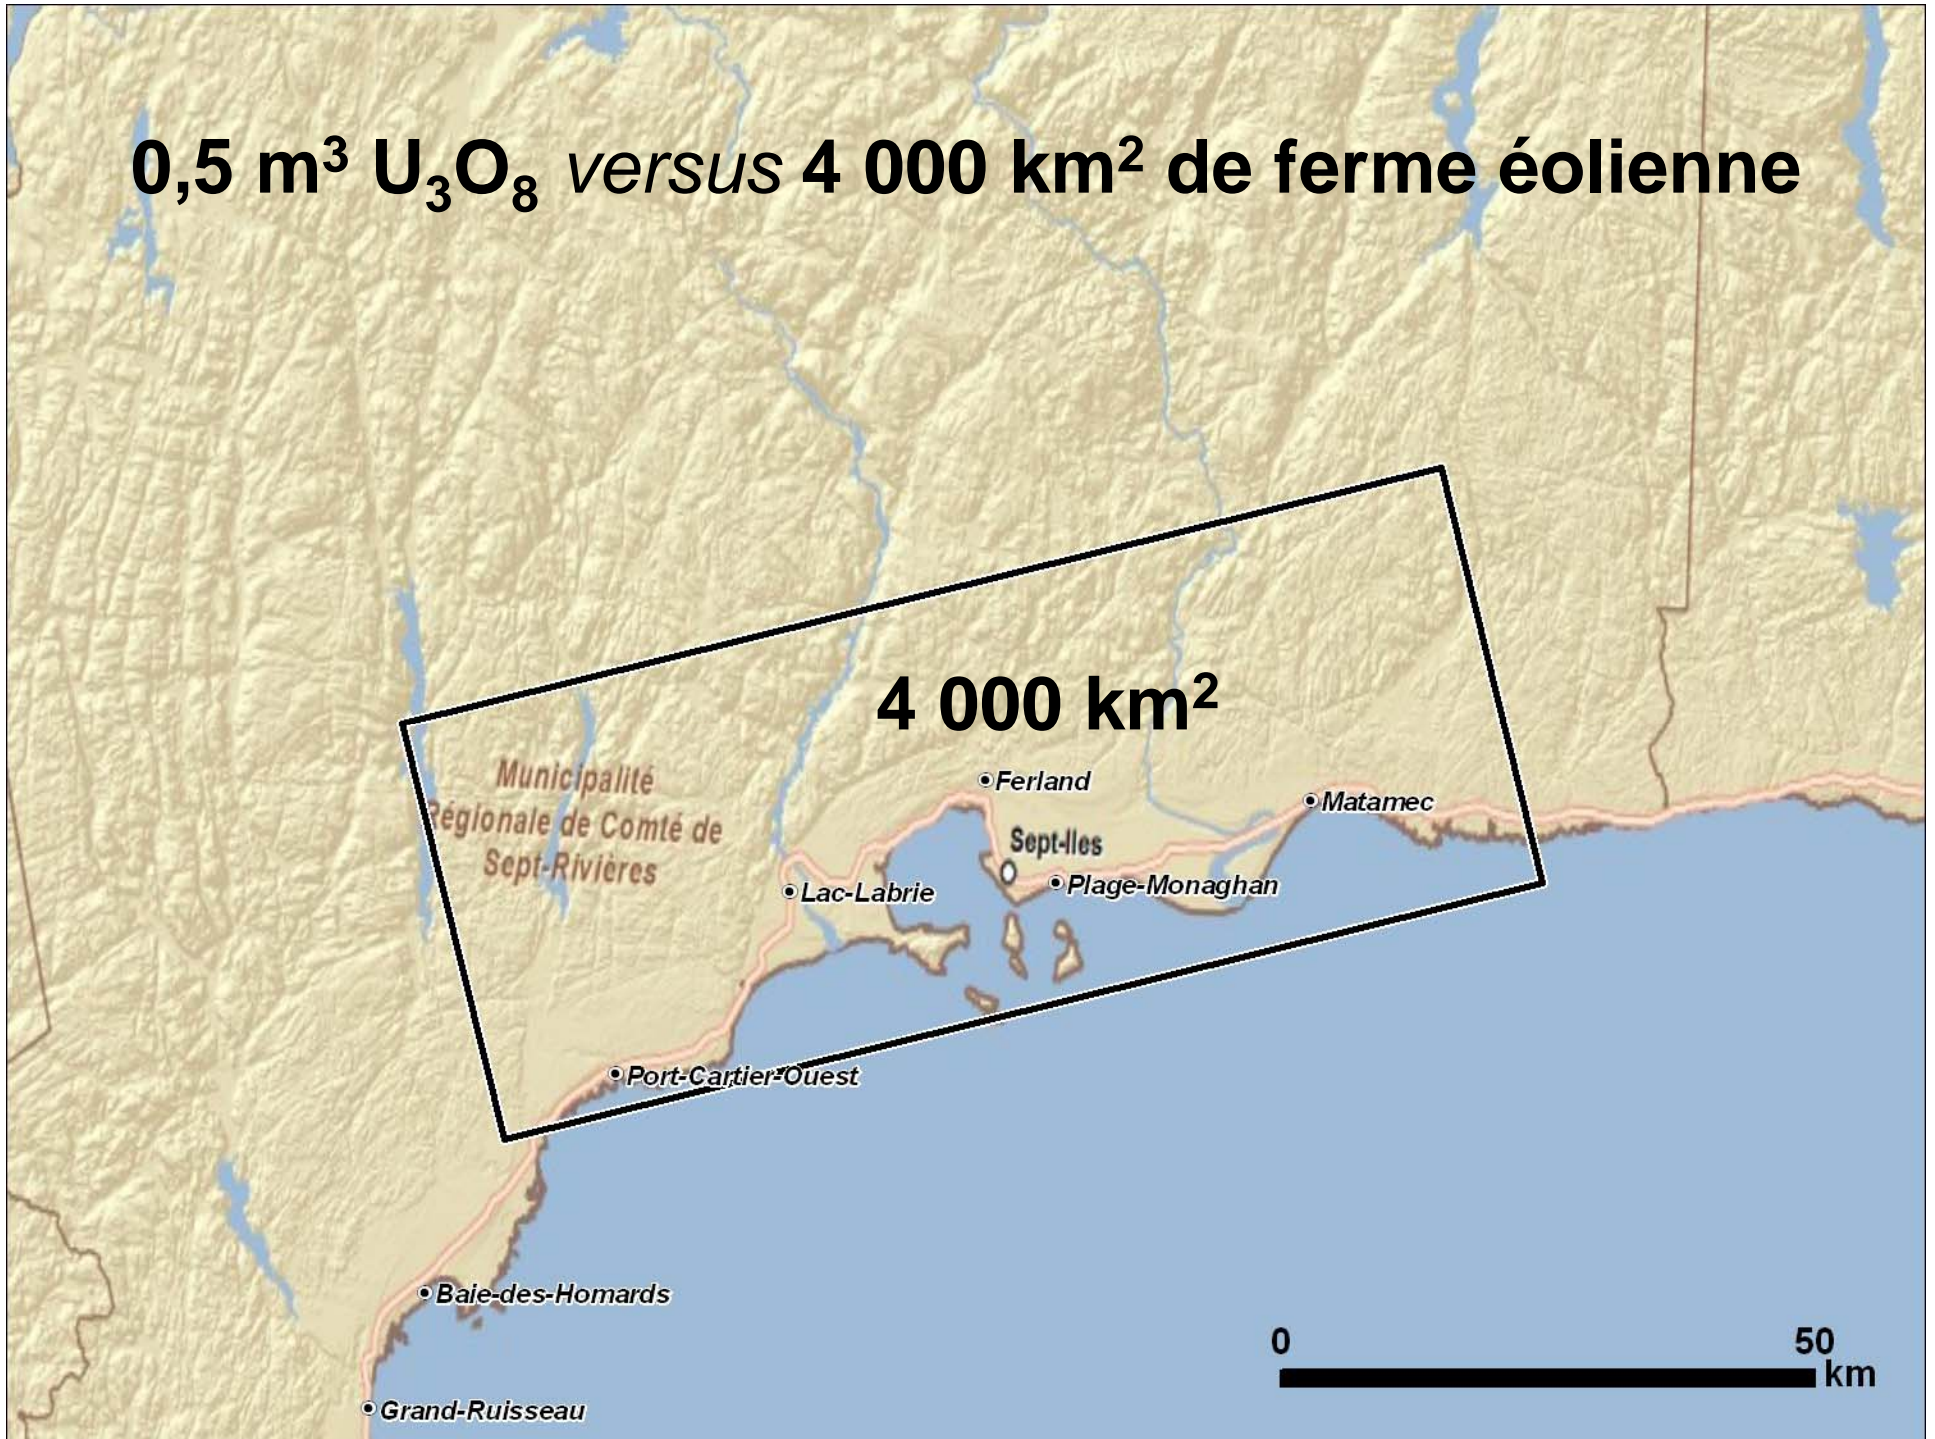 0,5 m³ U₃O₈ versus 4 000 km² de ferme éolienne
4 000 km²
Municipalité
Régionale de Comté de
Sept-Rivières
Ferland
Matamec
Sept-Iles
Plage-Monaghan
Lac-Labrie
Port-Cartier-Ouest
Baie-des-Homards
Grand-Ruisseau
0 50
km